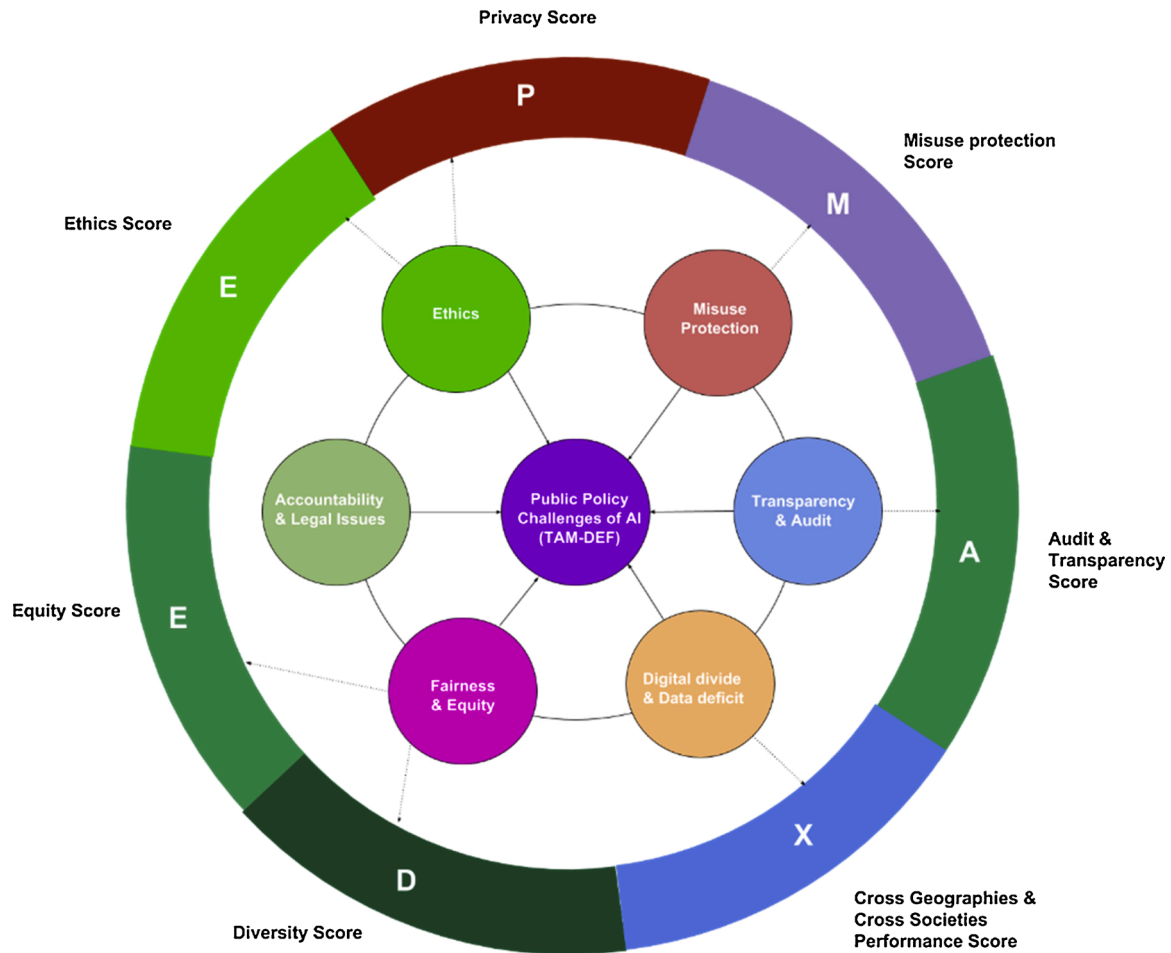 Privacy Score
P
Misuse protection
Score
M
Ethics Score
E
Ethics
Misuse
Protection
Accountability
& Legal Issues
Public Policy
Challenges of AI
(TAM-DEF)
Transparency
& Audit
A
Audit &
Transparency
Score
Equity Score
E
Fairness
& Equity
Digital divide
& Data deficit
X
D
Diversity Score
Cross Geographies &
Cross Societies
Performance Score